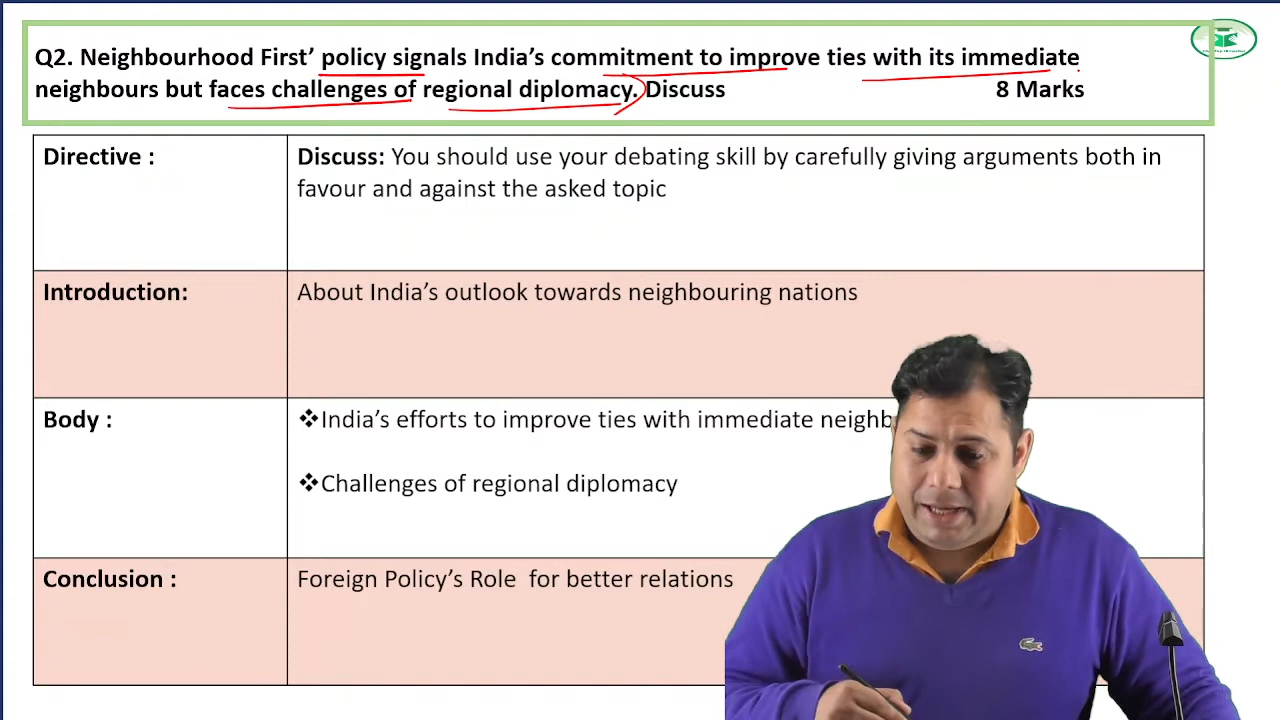 Q2. Neighbourhood First’ policy signals India’s commitment to improve ties with its immediate
neighbours but faces challenges of regional diplomacy. Discuss 8 Marks
Directive : Discuss: You should use your debating skill by carefully giving arguments both in
favour and against the asked topic
Introduction: About India’s outlook towards neighbouring nations
Body : ❖India’s efforts to improve ties with immediate
❖Challenges of regional diplomacy
Conclusion : Foreign Policy’s Role for better relations